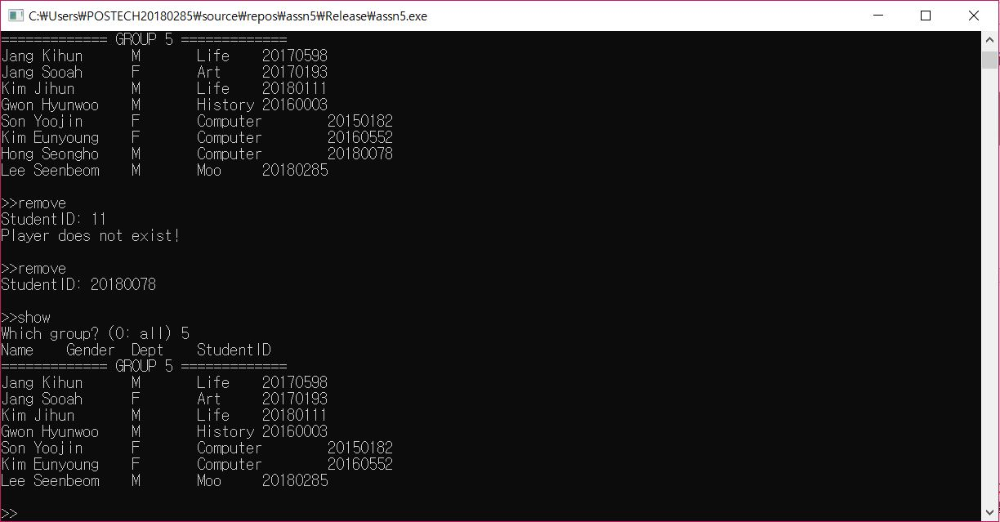 C:₩Users₩POSTECH20180285₩source₩repos₩assn5₩Release₩assn5.exe
============= GROUP 5 =============
Jang Kihun M Life 20170598
Jang Sooah F Art 20170193
Kim Jihun M Life 20180111
Gwon Hyunwoo M History 20160003
Son Yoojin F Computer 20150182
Kim Eunyoung F Computer 20160552
Hong Seongho M Computer 20180078
Lee Seenbeom M Moo 20180285
>>remove
StudentID: 11
Player does not exist!
>>remove
StudentID: 20180078
>>show
Which group? (0: all) 5
Name Gender Dept StudentID
============= GROUP 5 =============
Jang Kihun M Life 20170598
Jang Sooah F Art 20170193
Kim Jihun M Life 20180111
Gwon Hyunwoo M History 20160003
Son Yoojin F Computer 20150182
Kim Eunyoung F Computer 20160552
Lee Seenbeom M Moo 20180285
>>